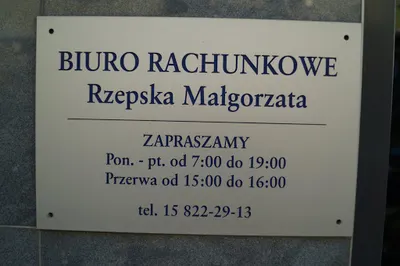 BIURO RACHUNKOWE
Rzepska Małgorzata
ZAPRASZAMY
Pon. - pt. od 7:00 do 19:00
Przerwa od 15:00 do 16:00
tel. 15 822-29-13